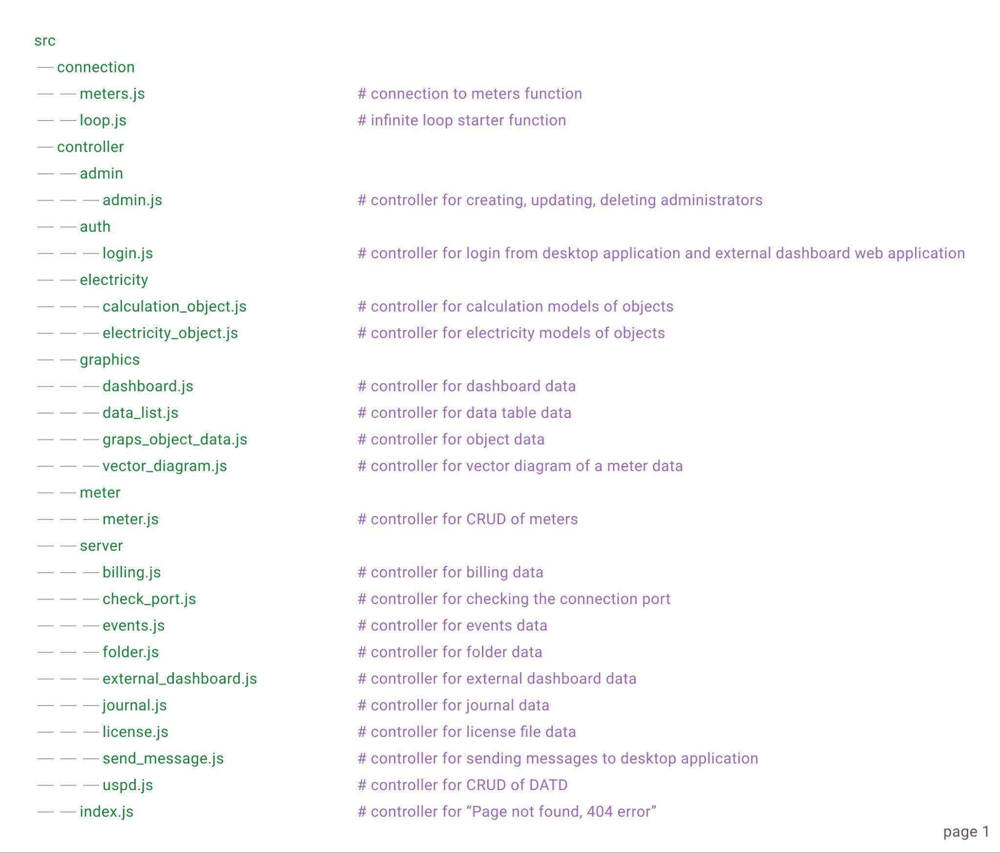 src
— connection
— — meters.js # connection to meters function
— — loop.js # infinite loop starter function
— controller
— — admin
— — — admin.js # controller for creating, updating, deleting administrators
— — auth
— — — login.js # controller for login from desktop application and external dashboard web application
— — electricity
— — — calculation_object.js # controller for calculation models of objects
— — — electricity_object.js # controller for electricity models of objects
— — graphics
— — — dashboard.js # controller for dashboard data
— — — data_list.js # controller for data table data
— — — graps_object_data.js # controller for object data
— — — vector_diagram.js # controller for vector diagram of a meter data
— — meter
— — — meter.js # controller for CRUD of meters
— — server
— — — billing.js # controller for billing data
— — — check_port.js # controller for checking the connection port
— — — events.js # controller for events data
— — — folder.js # controller for folder data
— — — external_dashboard.js # controller for external dashboard data
— — — journal.js # controller for journal data
— — — license.js # controller for license file data
— — — send_message.js # controller for sending messages to desktop application
— — — uspd.js # controller for CRUD of DATD
— — index.js # controller for “Page not found, 404 error”
page 1